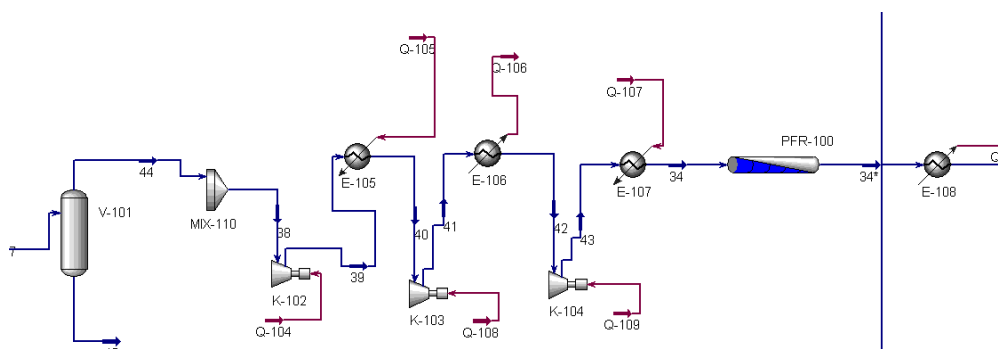 Q-105
Q-106
Q-107
PFR-100
Q
44
34
34*
E-105
E-106
E-107
E-108
V-101
MIX-110
38
40
41
42
43
7
39
K-102
K-103
K-104
Q-104
Q-108
Q-109